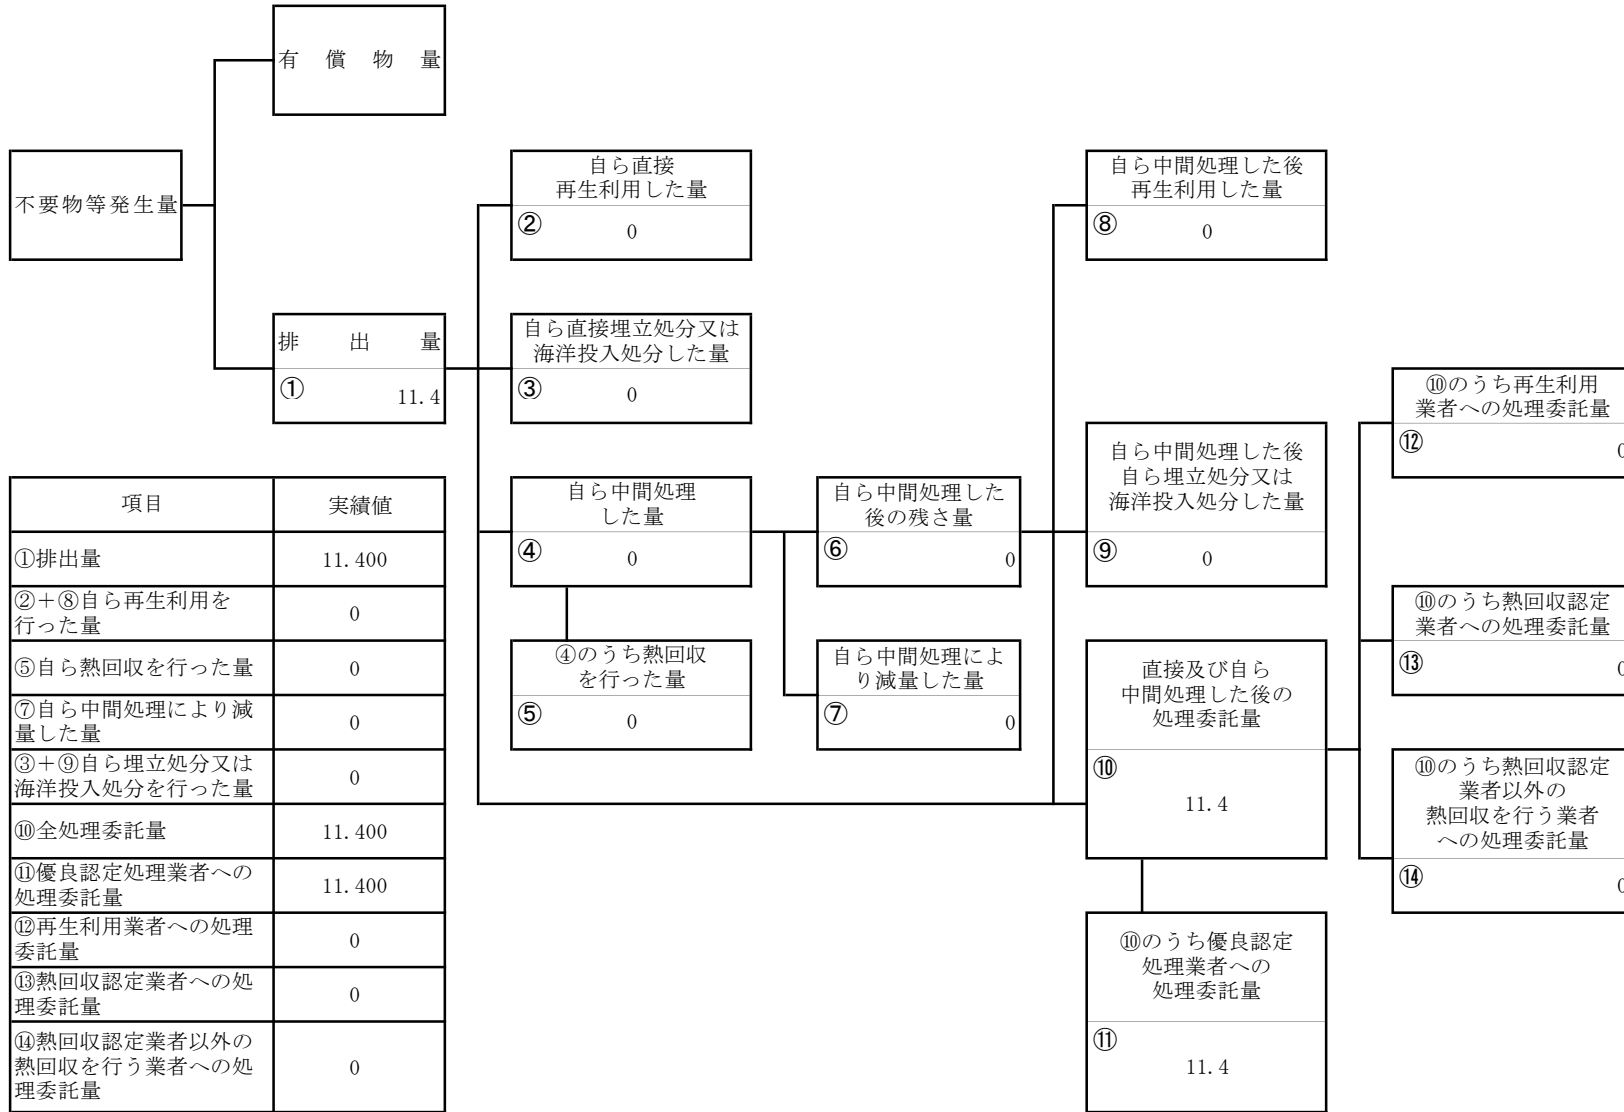 有償物量
不要物等発生量
自ら直接
再生利用した量
② 0
自ら中間処理した後
再生利用した量
⑧ 0
排出量
① 11.4
自ら直接埋立処分又は
海洋投入処分した量
③ 0
⑩のうち再生利用
業者への処理委託量
⑫ 0
自ら中間処理した後
自ら埋立処分又は
海洋投入処分した量
⑨ 0
自ら中間処理
した量
④ 0
自ら中間処理した
後の残さ量
⑥ 0
④のうち熱回収
を行った量
⑤ 0
自ら中間処理によ
り減量した量
⑦ 0
直接及び自ら
中間処理した後の
処理委託量
⑩
11.4
⑩のうち熱回収認定
業者への処理委託量
⑬ 0
⑩のうち熱回収認定
業者以外の
熱回収を行う業者
への処理委託量
⑭ 0
⑩のうち優良認定
処理業者への
処理委託量
⑪
11.4
項目 実績値
①排出量 11.400
②＋⑧自ら再生利用を
行った量 0
⑤自ら熱回収を行った量 0
⑦自ら中間処理により減
量した量 0
③＋⑨自ら埋立処分又は
海洋投入処分を行った量 0
⑩全処理委託量 11.400
⑪優良認定処理業者への
処理委託量 11.400
⑫再生利用業者への処理
委託量 0
⑬熱回収認定業者への処
理委託量 0
⑭熱回収認定業者以外の
熱回収を行う業者への処
理委託量 0